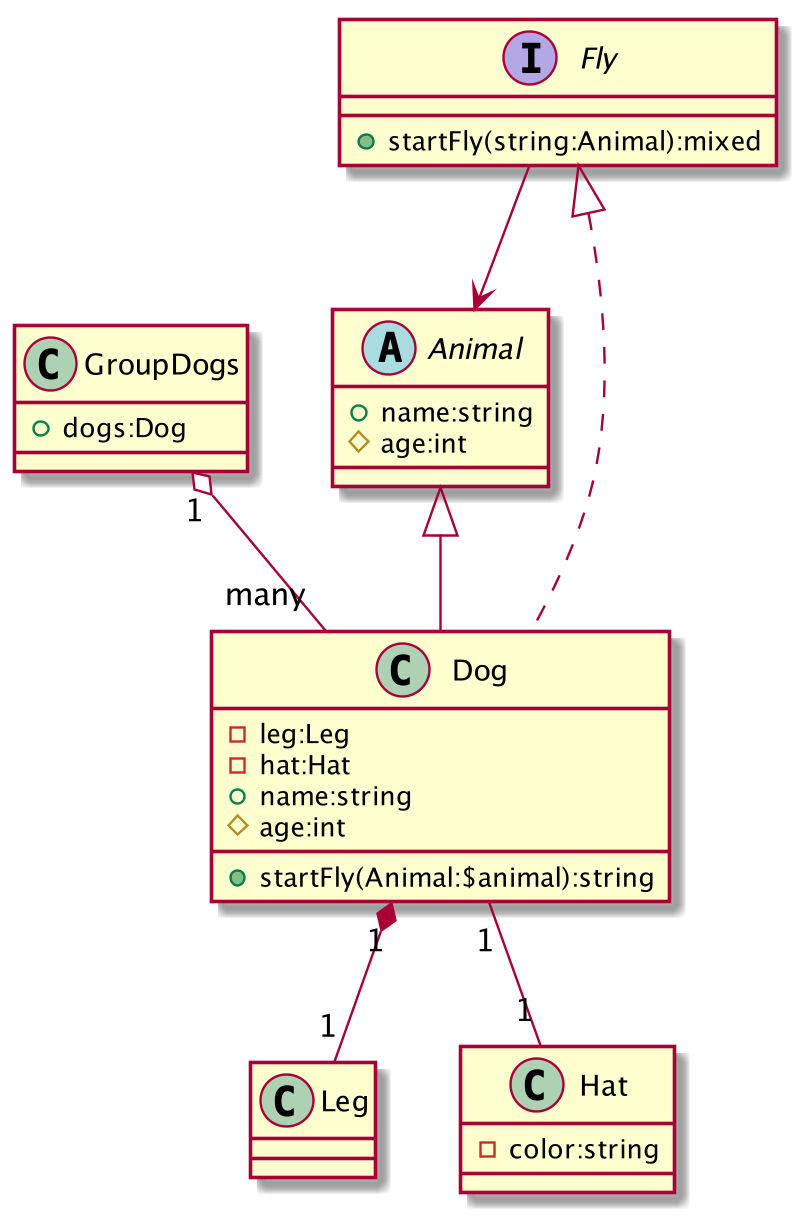 I Fly
startFly(string:Animal):mixed
C GroupDogs
dogs:Dog
A Animal
name:string
age:int
1
many
C Dog
leg:Leg
hat:Hat
name:string
age:int
startFly(Animal:$animal):string
1
1
1
1
C Leg
C Hat
color:string